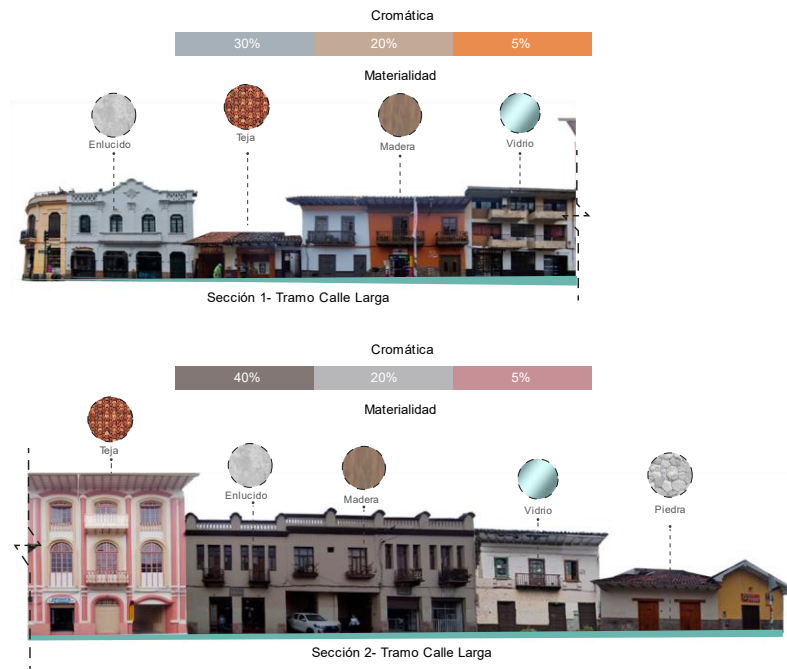 Cromática
30% 20% 5%
Materialidad
Enlucido
Teja
Madera
Vidrio
Sección 1- Tramo Calle Larga
Cromática
40% 20% 5%
Materialidad
Teja
Enlucido
Madera
Vidrio
Piedra
Sección 2- Tramo Calle Larga